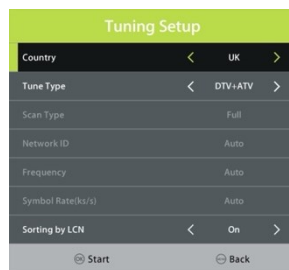 Tuning Setup
Country < UK >
Tune Type < DTV+ATV >
Scan Type Full
Network ID Auto
Frequency Auto
Symbol Rate(ks/s) Auto
Sorting by LCN < On >
OK Start Back